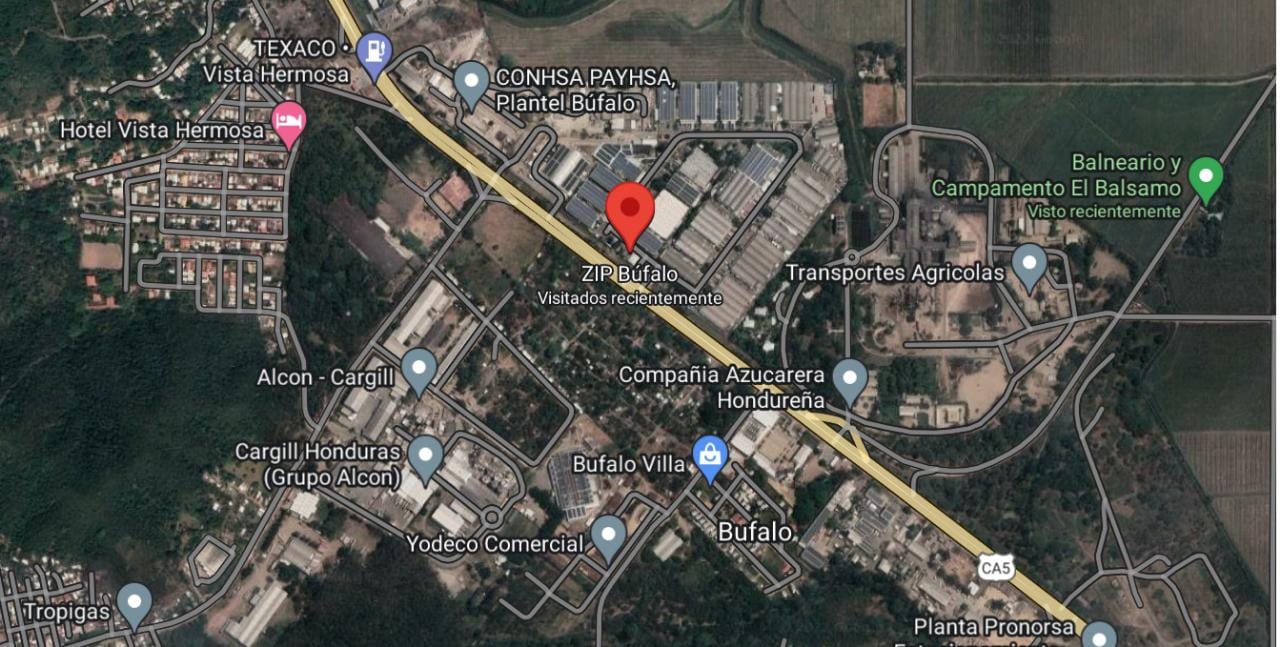 TEXACO
Vista Hermosa
CONHSA PAYHSA,
Plantel Búfalo
Hotel Vista Hermosa
Balneario y
Campamento El Balsamo
Visto recientemente
ZIP Búfalo
Visitados recientemente
Transportes Agricolas
Alcon - Cargill
Compañia Azucarera
Hondureña
Cargill Honduras
(Grupo Alcon)
Bufalo Villa
Bufalo
Yodeco Comercial
CA5
Tropigas
Planta Pronorsa